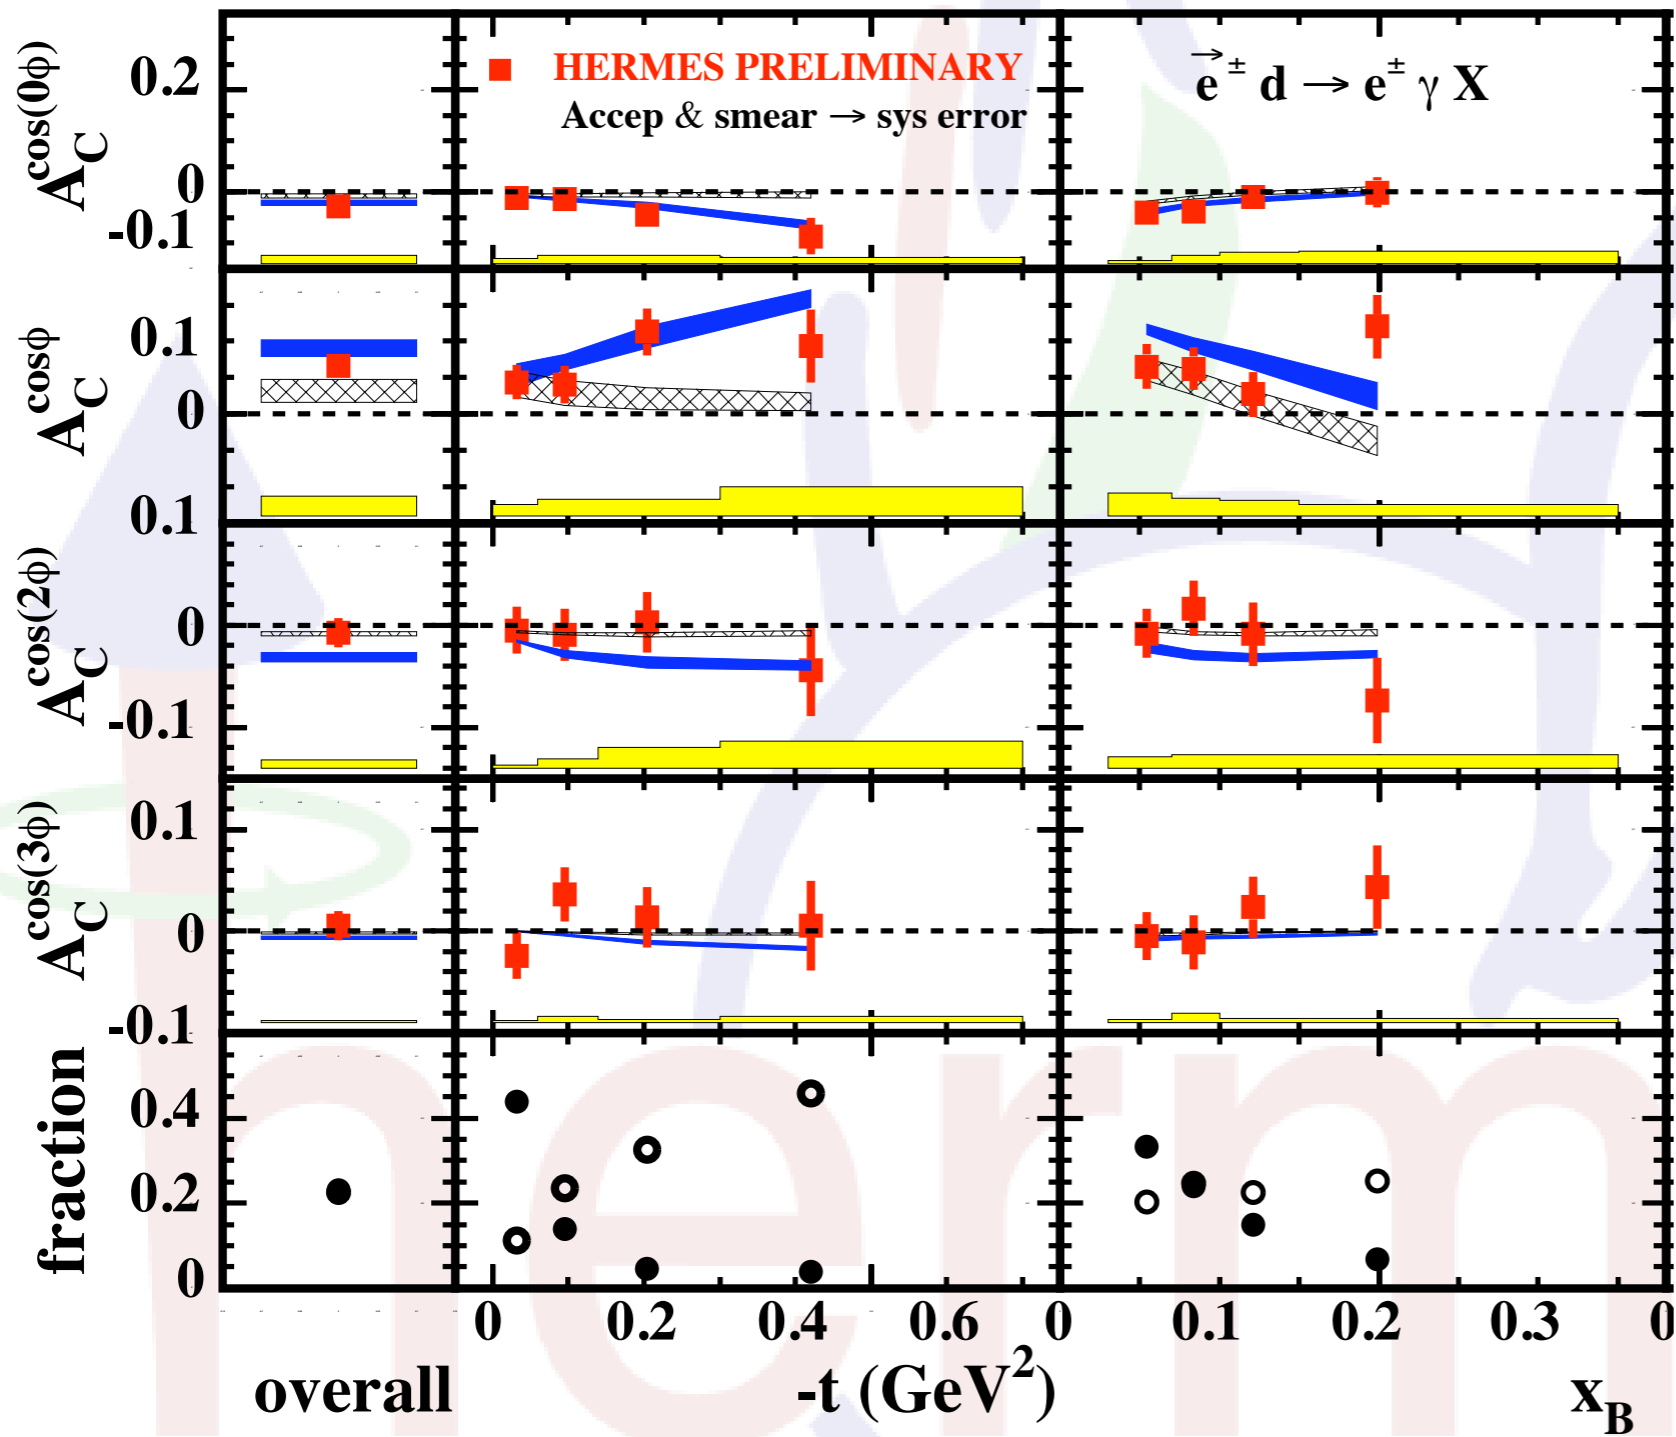 HERMES PRELIMINARY
Accep & smear → sys error
e± d → e± γ X
A_C^cos(0ϕ)
0.2
0
-0.1
A_C^cosϕ
0.1
0
0.1
A_C^cos(2ϕ)
0
-0.1
A_C^cos(3ϕ)
0.1
0
-0.1
fraction
0.4
0.2
0
0 0.2 0.4 0.6 0 0.1 0.2 0.3 0
overall -t (GeV²) x_B
herm